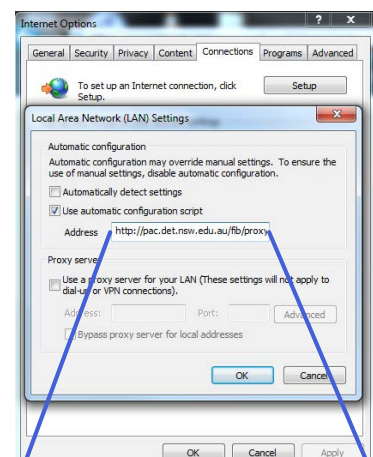 Internet Options
General Security Privacy Content Connections Programs Advanced
To set up an Internet connection, click
Setup.
Setup
Local Area Network (LAN) Settings
Automatic configuration
Automatic configuration may override manual settings. To ensure the
use of manual settings, disable automatic configuration.
Automatically detect settings
Use automatic configuration script
Address http://pac.det.nsw.edu.au/fib/proxy
Proxy server
Use a proxy server for your LAN (These settings will not apply to
dial-up or VPN connections).
Address: Port: Advanced
Bypass proxy server for local addresses
OK Cancel
OK Cancel Apply